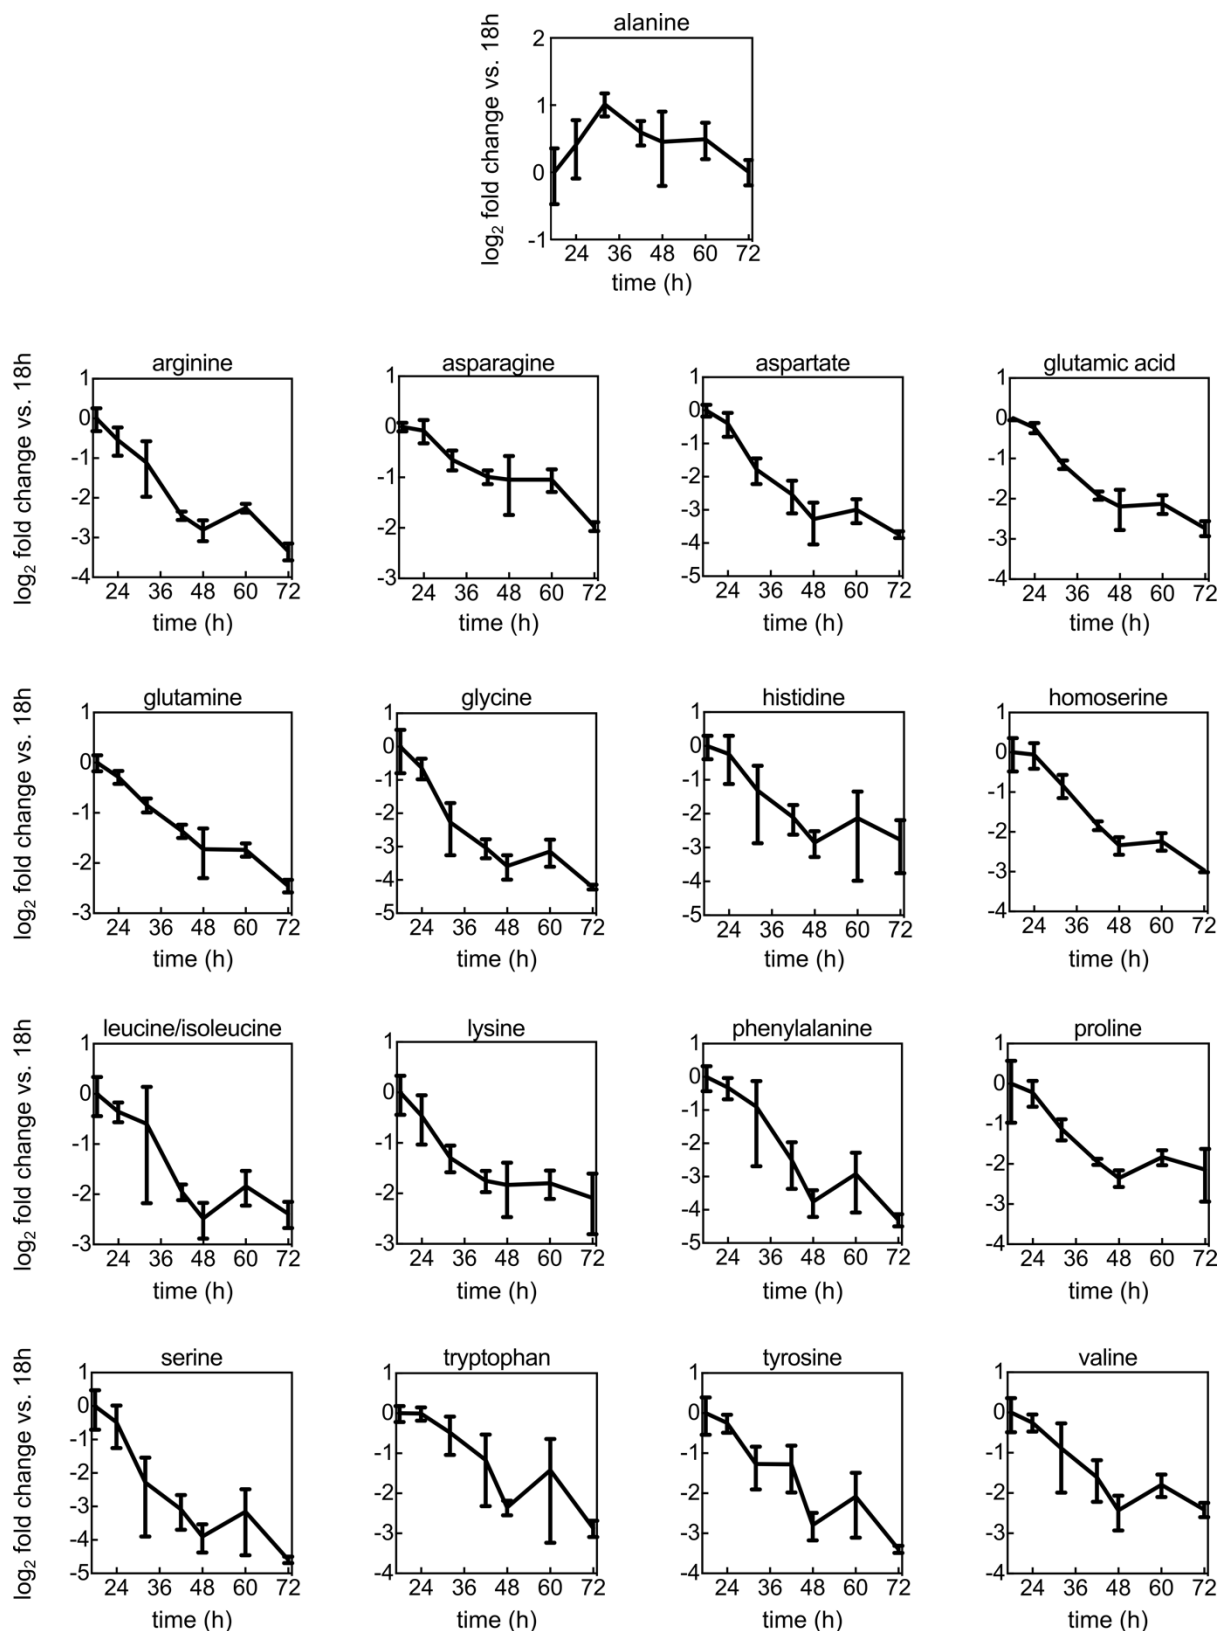 alanine
log₂ fold change vs. 18h
2
1
0
-1
24 36 48 60 72
time (h)
arginine asparagine aspartate glutamic acid
log₂ fold change vs. 18h
1 0 -1 -2 -3 -4
1 0 -1 -2 -3
1 0 -1 -2 -3 -4 -5
1 0 -1 -2 -3 -4
24 36 48 60 72 24 36 48 60 72 24 36 48 60 72 24 36 48 60 72
time (h) time (h) time (h) time (h)
glutamine glycine histidine homoserine
log₂ fold change vs. 18h
1 0 -1 -2 -3
1 0 -1 -2 -3 -4 -5
1 0 -1 -2 -3 -4 -5
1 0 -1 -2 -3 -4
24 36 48 60 72 24 36 48 60 72 24 36 48 60 72 24 36 48 60 72
time (h) time (h) time (h) time (h)
leucine/isoleucine lysine phenylalanine proline
log₂ fold change vs. 18h
1 0 -1 -2 -3
1 0 -1 -2 -3
1 0 -1 -2 -3 -4 -5
1 0 -1 -2 -3 -4
24 36 48 60 72 24 36 48 60 72 24 36 48 60 72 24 36 48 60 72
time (h) time (h) time (h) time (h)
serine tryptophan tyrosine valine
log₂ fold change vs. 18h
1 0 -1 -2 -3 -4 -5
1 0 -1 -2 -3 -4
1 0 -1 -2 -3 -4
1 0 -1 -2 -3 -4
24 36 48 60 72 24 36 48 60 72 24 36 48 60 72 24 36 48 60 72
time (h) time (h) time (h) time (h)